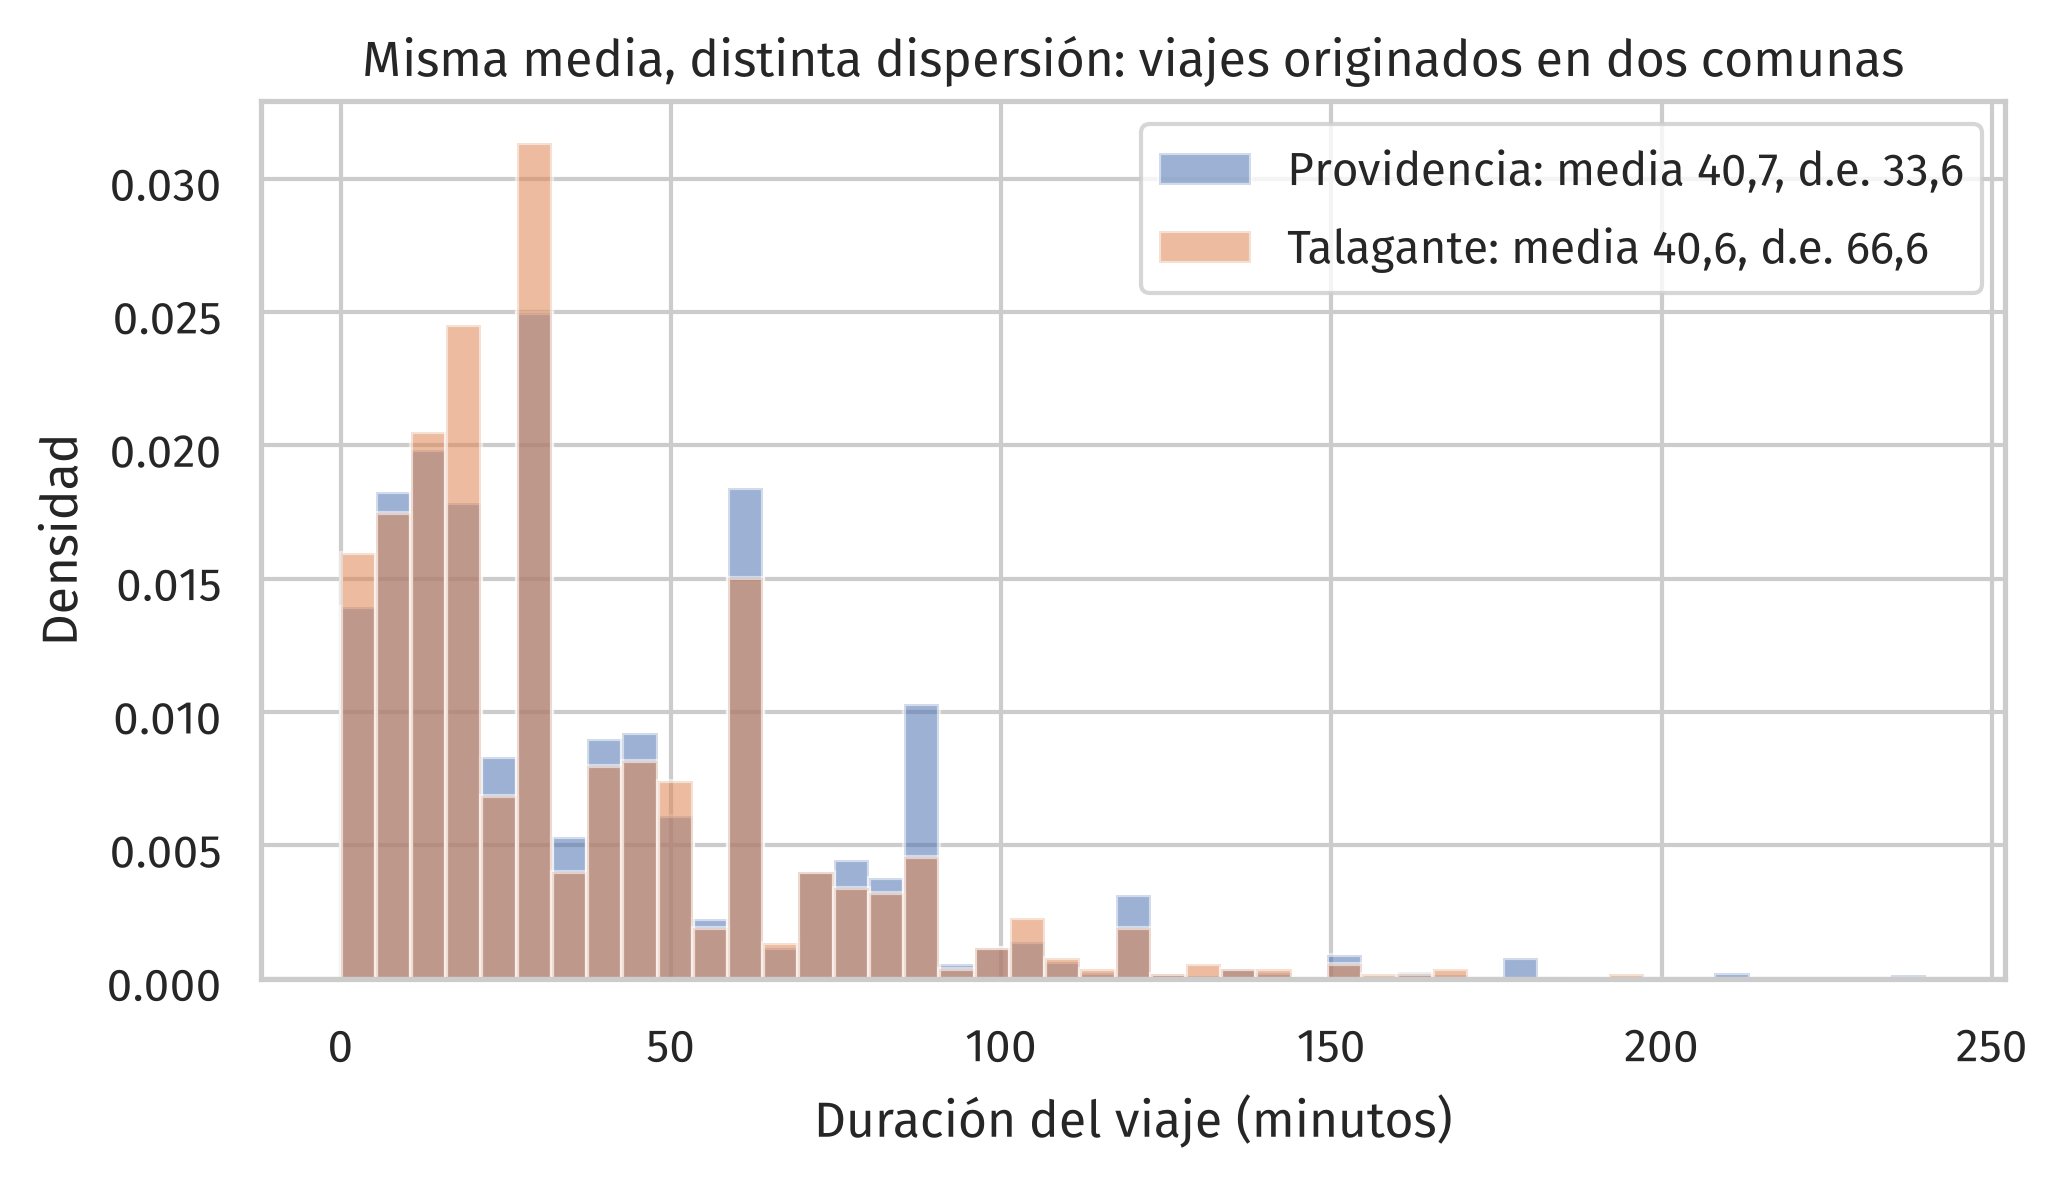 Misma media, distinta dispersión: viajes originados en dos comunas
Providencia: media 40,7, d.e. 33,6
Talagante: media 40,6, d.e. 66,6
Densidad
0.030
0.025
0.020
0.015
0.010
0.005
0.000
0 50 100 150 200 250
Duración del viaje (minutos)